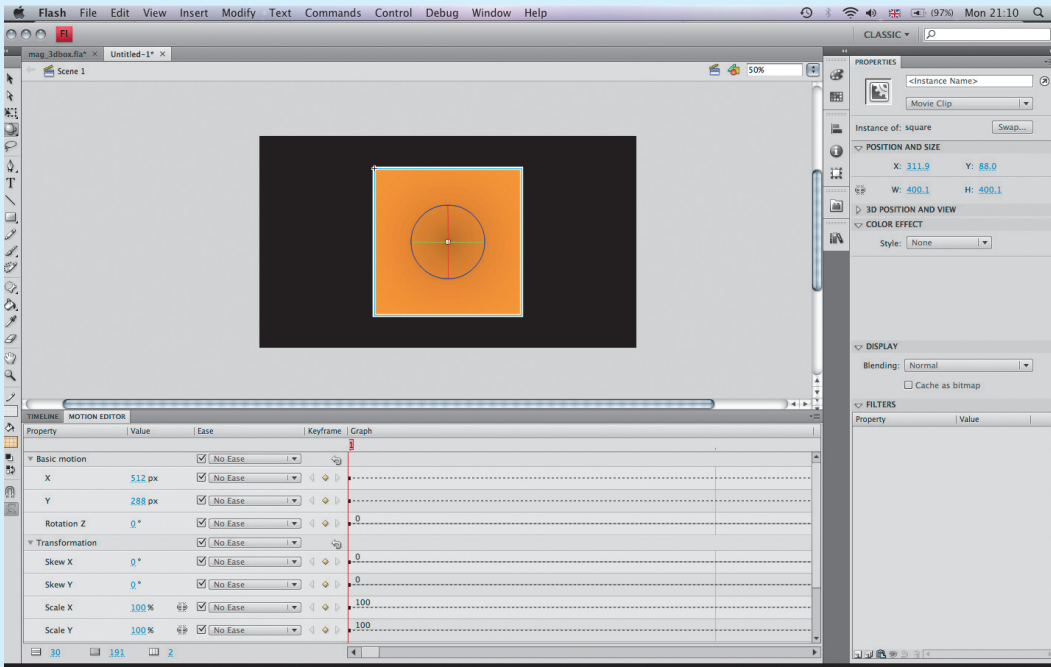 Flash File Edit View Insert Modify Text Commands Control Debug Window Help (97%) Mon 21:10
FL CLASSIC
mag_3dbox.fla* × Untitled-1* ×
Scene 1 50%
PROPERTIES
<Instance Name>
Movie Clip
Instance of: square Swap...
POSITION AND SIZE
X: 311.9 Y: 88.0
W: 400.1 H: 400.1
3D POSITION AND VIEW
COLOR EFFECT
Style: None
DISPLAY
Blending: Normal
Cache as bitmap
FILTERS
Property Value
T
TIMELINE MOTION EDITOR
Property Value Ease Keyframe Graph
1
Basic motion No Ease
X 512 px No Ease
Y 288 px No Ease
Rotation Z 0° No Ease 0
Transformation No Ease
Skew X 0° No Ease 0
Skew Y 0° No Ease 0
Scale X 100 % No Ease 100
Scale Y 100 % No Ease 100
30 191 2